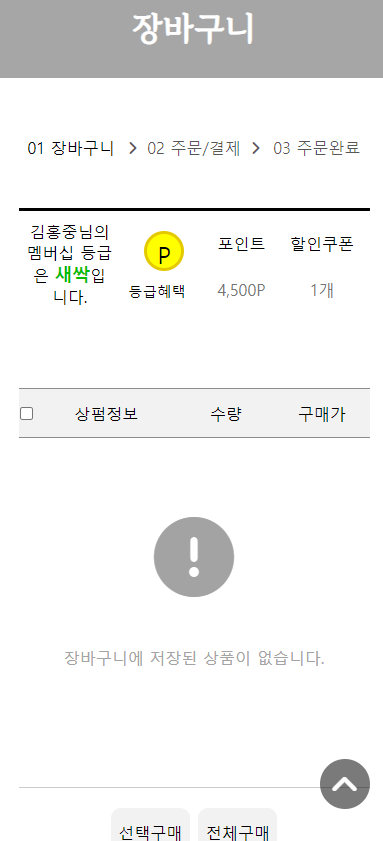 장바구니
01 장바구니 > 02 주문/결제 > 03 주문완료
김홍중님의
멤버십 등급
은 새싹입
니다.
P
등급혜택
포인트
4,500P
할인쿠폰
1개
상펌정보 수량 구매가
장바구니에 저장된 상품이 없습니다.
선택구매 전체구매